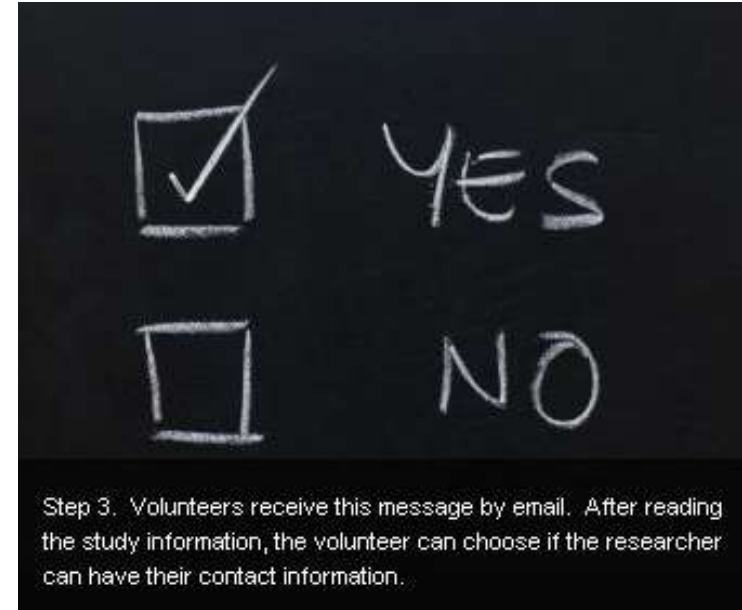 YES
NO
Step 3.  Volunteers receive this message by email.  After reading
the study information, the volunteer can choose if the researcher
can have their contact information.